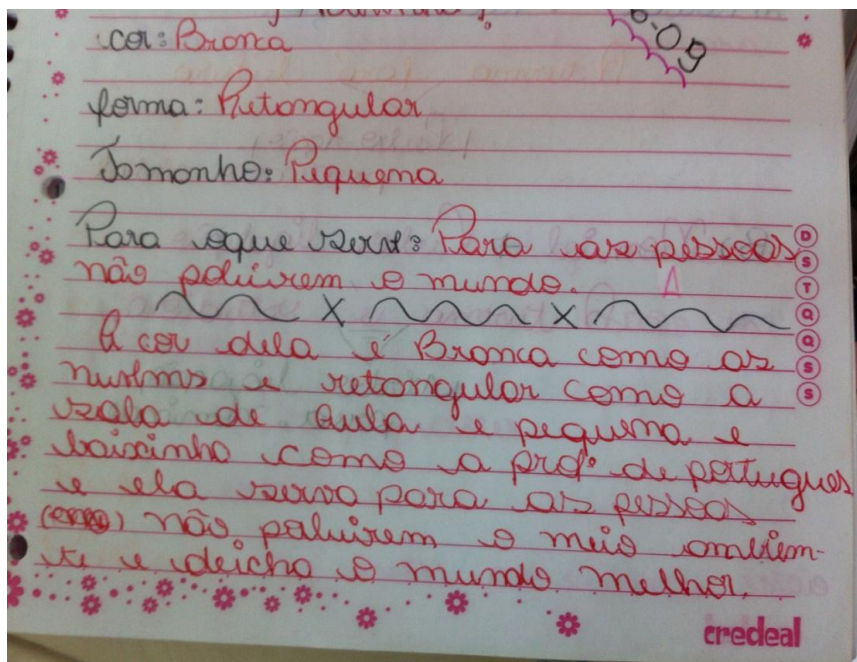 6.09
cor: Branca
forma: Retangular
Tamanho: Pequena
Para oque serve: Para as pessoas
não poluirem o mundo.
x x
A cor dela é Branca como as
e retangular como a
sala de aula e pequena e
baixinha como a profª de portugues
e ela serve para as pessoas
não poluirem o meio ambien-
te e deicha o mundo melhor.
D
S
T
Q
Q
S
S
credeal